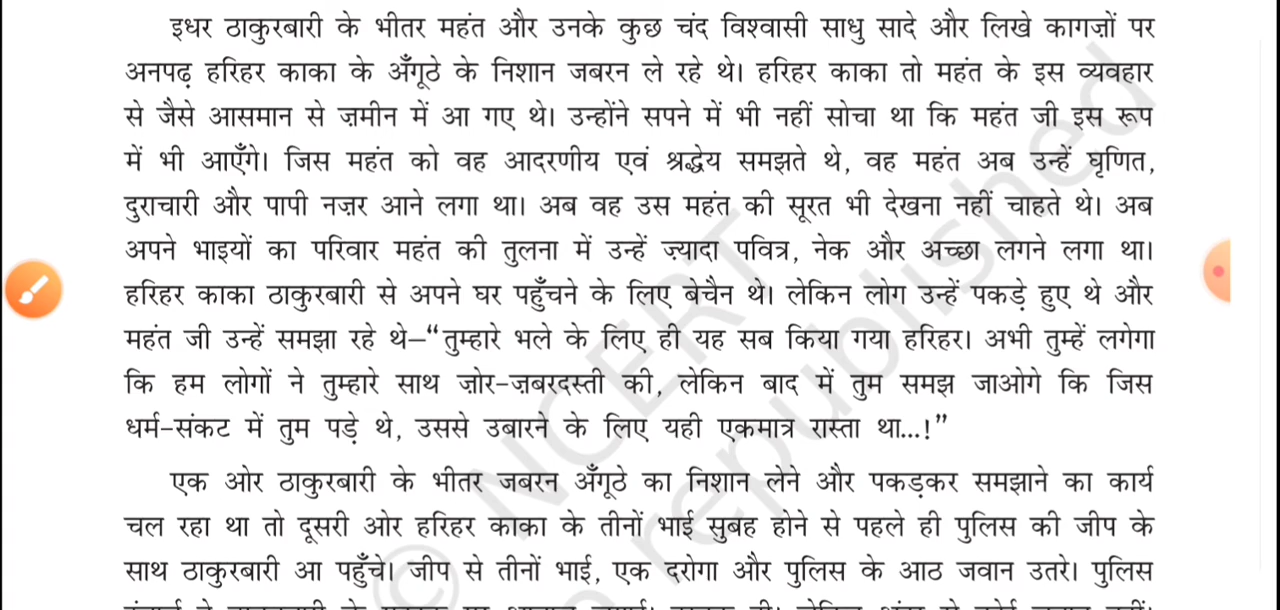 इधर ठाकुरबारी के भीतर महंत और उनके कुछ चंद विश्वासी साधु सादे और लिखे कागज़ों पर
अनपढ़ हरिहर काका के अँगूठे के निशान जबरन ले रहे थे। हरिहर काका तो महंत के इस व्यवहार
से जैसे आसमान से ज़मीन में आ गए थे। उन्होंने सपने में भी नहीं सोचा था कि महंत जी इस रूप
में भी आएँगे। जिस महंत को वह आदरणीय एवं श्रद्धेय समझते थे, वह महंत अब उन्हें घृणित,
दुराचारी और पापी नज़र आने लगा था। अब वह उस महंत की सूरत भी देखना नहीं चाहते थे। अब
अपने भाइयों का परिवार महंत की तुलना में उन्हें ज़्यादा पवित्र, नेक और अच्छा लगने लगा था।
हरिहर काका ठाकुरबारी से अपने घर पहुँचने के लिए बेचैन थे। लेकिन लोग उन्हें पकड़े हुए थे और
महंत जी उन्हें समझा रहे थे–“तुम्हारे भले के लिए ही यह सब किया गया हरिहर। अभी तुम्हें लगेगा
कि हम लोगों ने तुम्हारे साथ ज़ोर-ज़बरदस्ती की, लेकिन बाद में तुम समझ जाओगे कि जिस
धर्म-संकट में तुम पड़े थे, उससे उबारने के लिए यही एकमात्र रास्ता था...!”
एक ओर ठाकुरबारी के भीतर जबरन अँगूठे का निशान लेने और पकड़कर समझाने का कार्य
चल रहा था तो दूसरी ओर हरिहर काका के तीनों भाई सुबह होने से पहले ही पुलिस की जीप के
साथ ठाकुरबारी आ पहुँचे। जीप से तीनों भाई, एक दरोगा और पुलिस के आठ जवान उतरे। पुलिस
© NCERT
republished